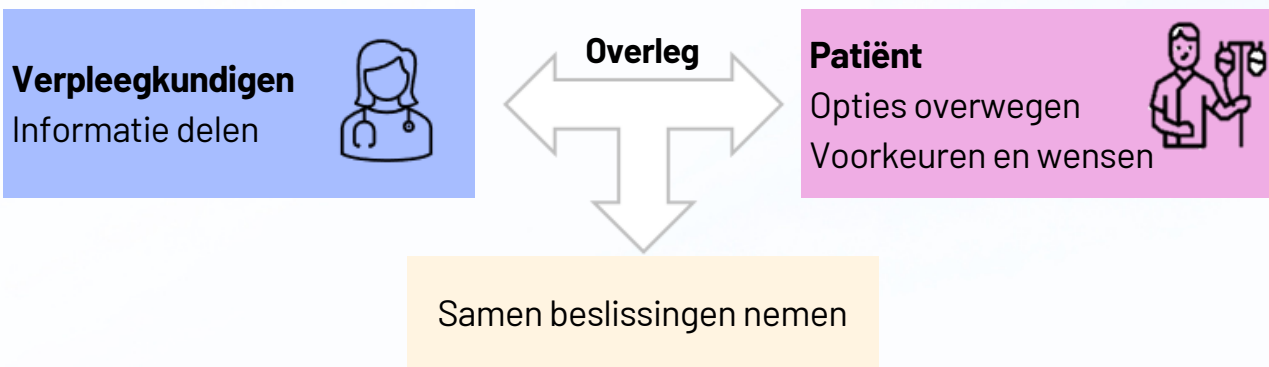 Verpleegkundigen
Informatie delen
Overleg
Patiënt
Opties overwegen
Voorkeuren en wensen
Samen beslissingen nemen